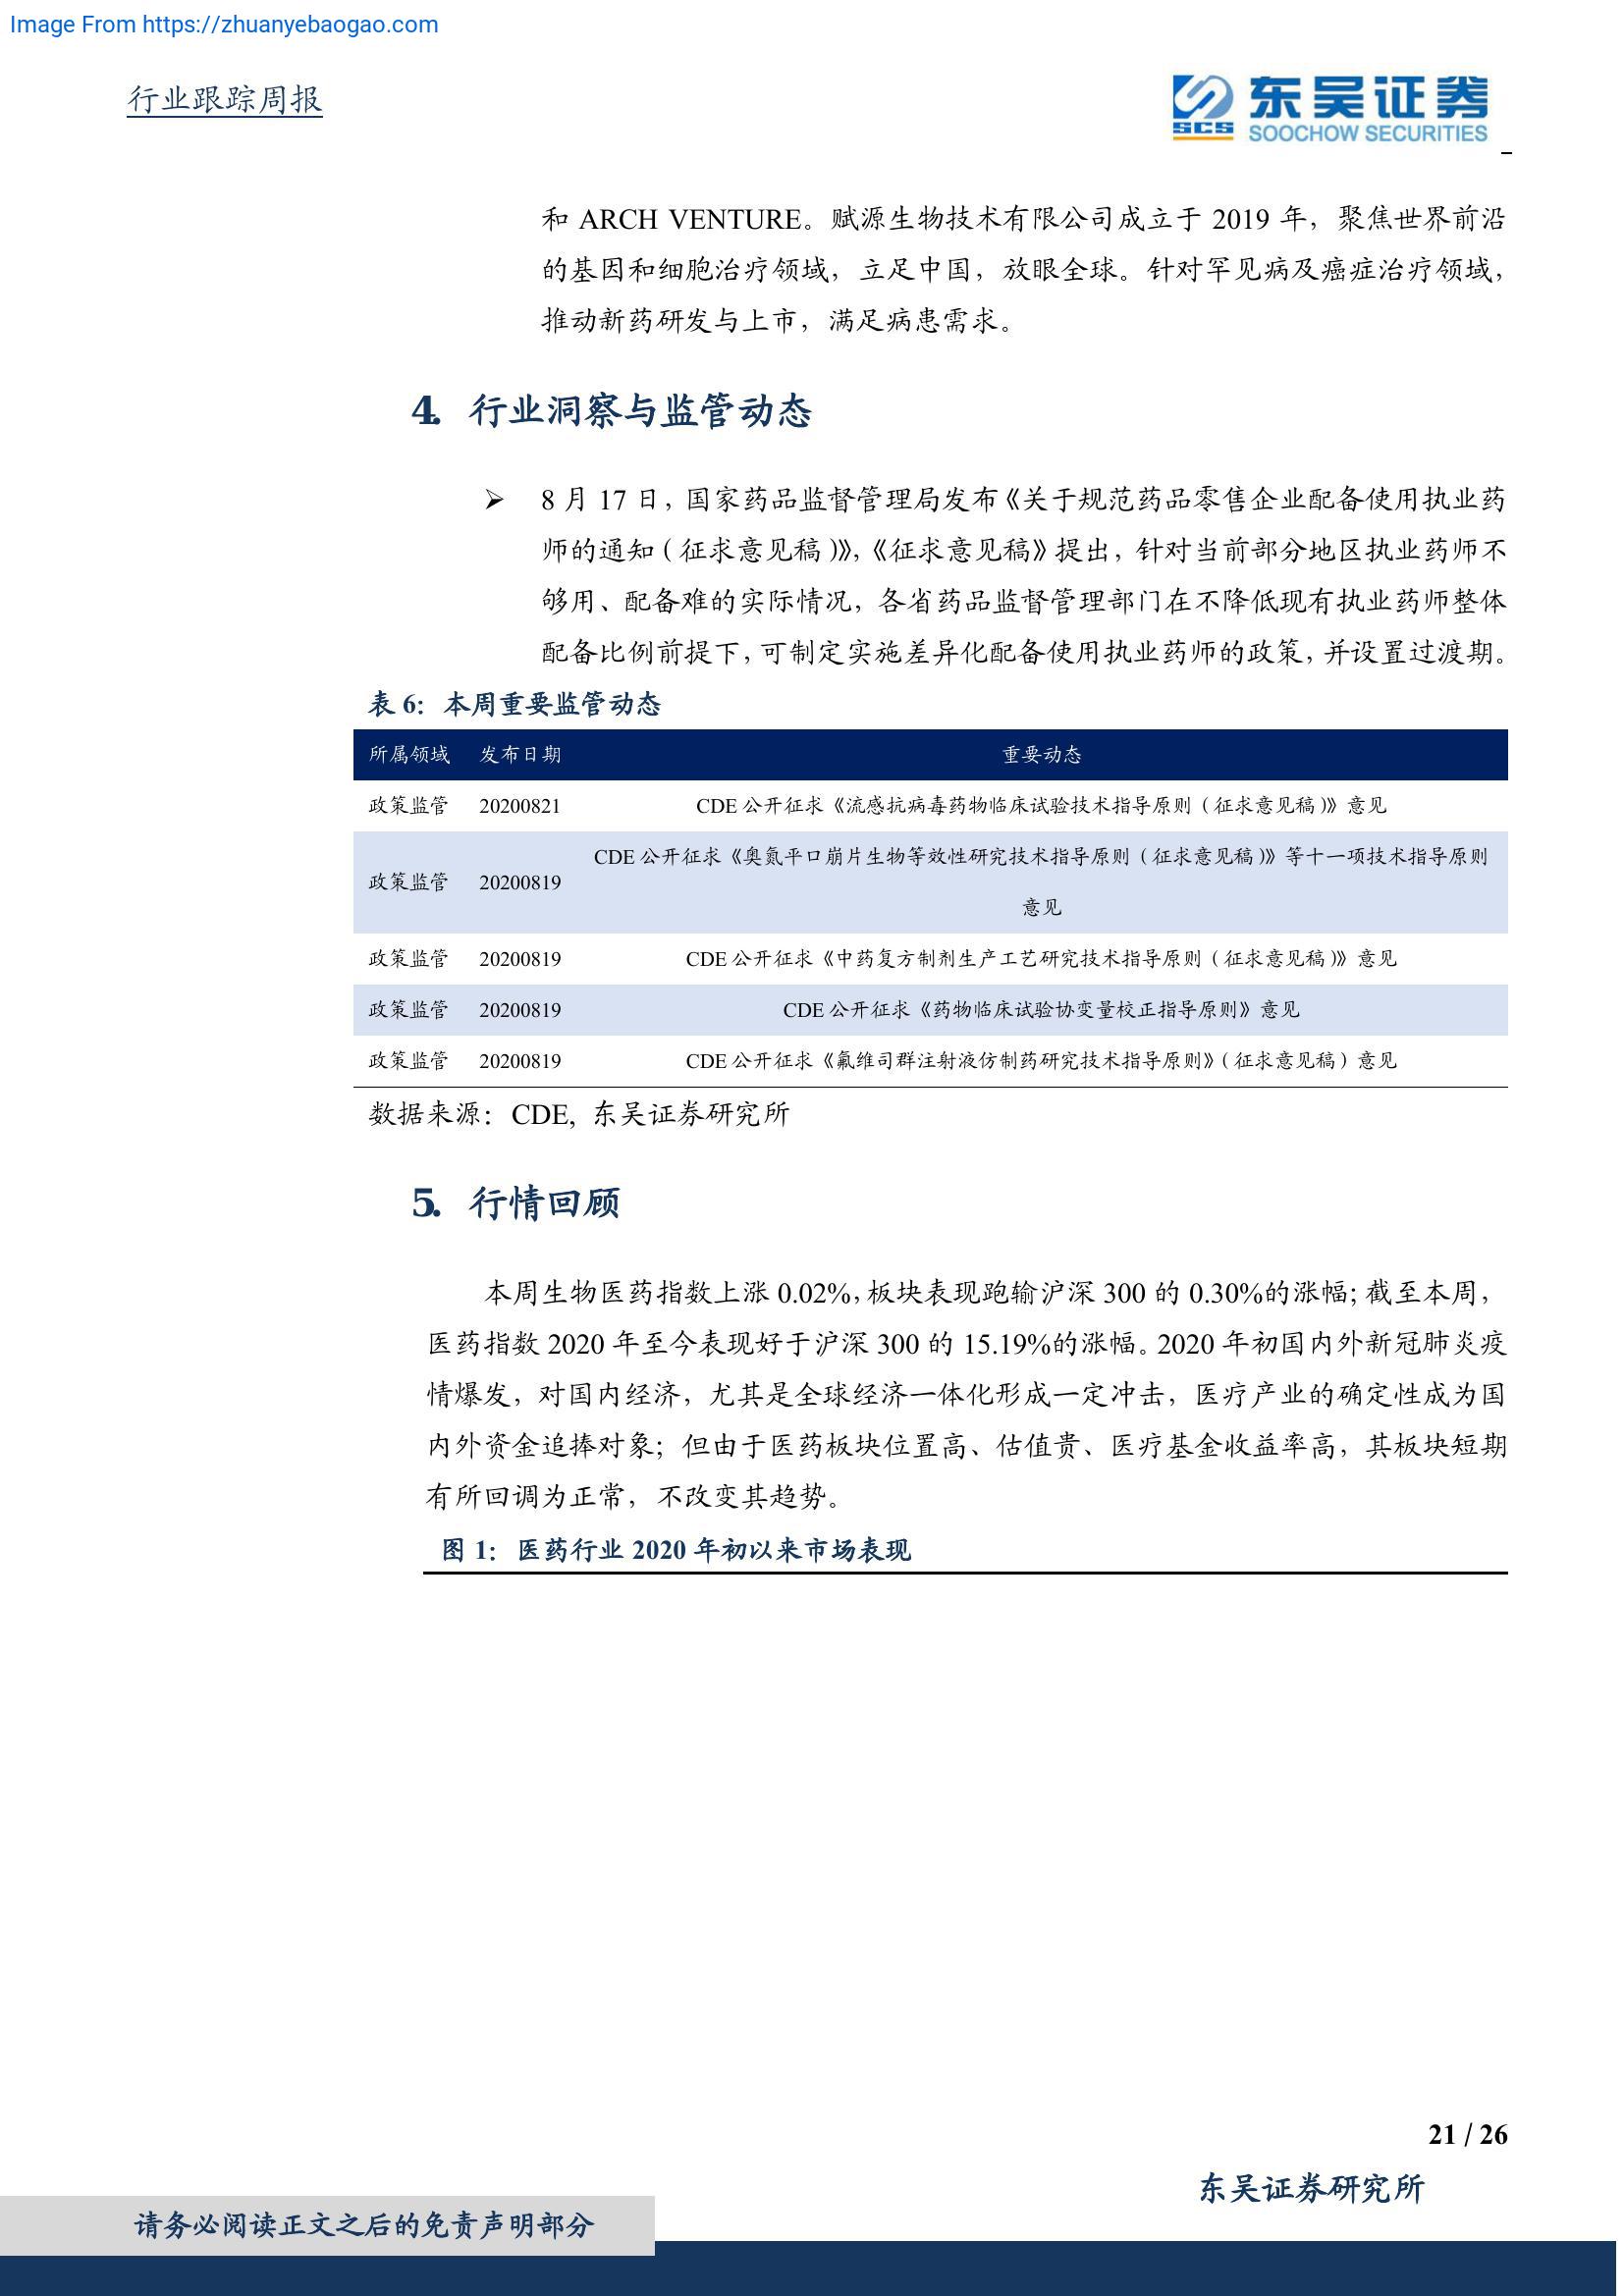 Image From https://zhuanyebaogao.com
行业跟踪周报
SCS 东吴证券
SOOCHOW SECURITIES
和 ARCH VENTURE。赋源生物技术有限公司成立于 2019 年，聚焦世界前沿
的基因和细胞治疗领域，立足中国，放眼全球。针对罕见病及癌症治疗领域，
推动新药研发与上市，满足病患需求。
4. 行业洞察与监管动态
➢ 8 月 17 日，国家药品监督管理局发布《关于规范药品零售企业配备使用执业药
师的通知（征求意见稿）》，《征求意见稿》提出，针对当前部分地区执业药师不
够用、配备难的实际情况，各省药品监督管理部门在不降低现有执业药师整体
配备比例前提下，可制定实施差异化配备使用执业药师的政策，并设置过渡期。
表 6：本周重要监管动态
所属领域 发布日期 重要动态
政策监管 20200821 CDE 公开征求《流感抗病毒药物临床试验技术指导原则（征求意见稿）》意见
政策监管 20200819 CDE 公开征求《奥氮平口崩片生物等效性研究技术指导原则（征求意见稿）》等十一项技术指导原则
意见
政策监管 20200819 CDE 公开征求《中药复方制剂生产工艺研究技术指导原则（征求意见稿）》意见
政策监管 20200819 CDE 公开征求《药物临床试验协变量校正指导原则》意见
政策监管 20200819 CDE 公开征求《氟维司群注射液仿制药研究技术指导原则》（征求意见稿）意见
数据来源：CDE, 东吴证券研究所
5. 行情回顾
本周生物医药指数上涨 0.02%，板块表现跑输沪深 300 的 0.30%的涨幅；截至本周，
医药指数 2020 年至今表现好于沪深 300 的 15.19%的涨幅。2020 年初国内外新冠肺炎疫
情爆发，对国内经济，尤其是全球经济一体化形成一定冲击，医疗产业的确定性成为国
内外资金追捧对象；但由于医药板块位置高、估值贵、医疗基金收益率高，其板块短期
有所回调为正常，不改变其趋势。
图 1：医药行业 2020 年初以来市场表现
21 / 26
东吴证券研究所
请务必阅读正文之后的免责声明部分